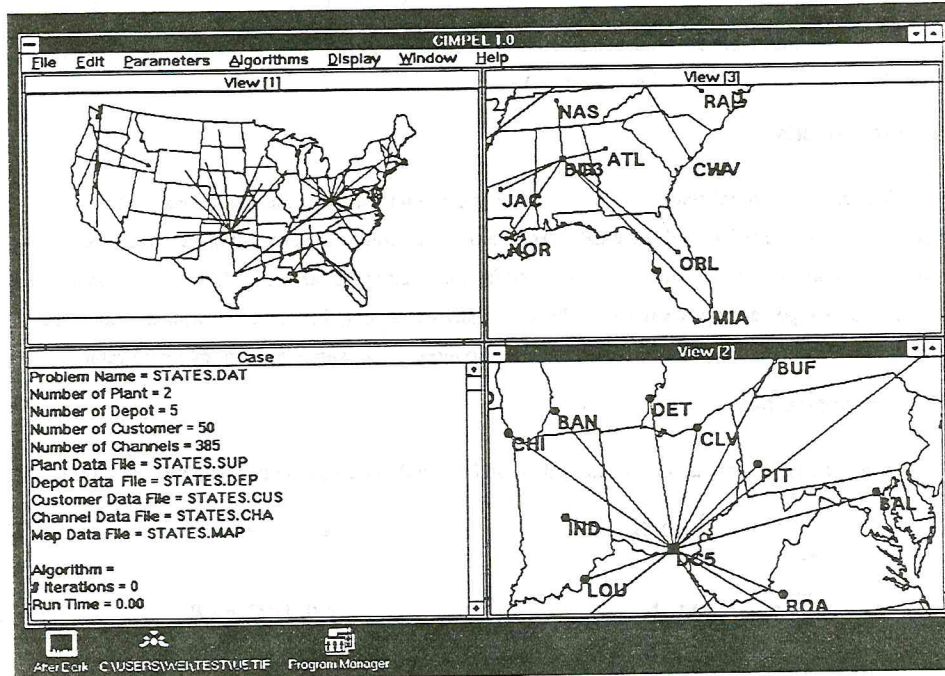 CIMPEL 1.0
File Edit Parameters Algorithms Display Window Help
View [1]
View [3]
NAS
RAL
ATL
JAC
NOR
ORL
MIA
Case
Problem Name = STATES.DAT
Number of Plant = 2
Number of Depot = 5
Number of Customer = 50
Number of Channels = 385
Plant Data File = STATES.SUP
Depot Data File = STATES.DEP
Customer Data File = STATES.CUS
Channel Data File = STATES.CHA
Map Data File = STATES.MAP
Algorithm =
# Iterations = 0
Run Time = 0.00
View [2]
BUF
BAN
DET
CHI
CLV
PIT
BAL
IND
DC5
LOU
ROA
After Dark
Program Manager